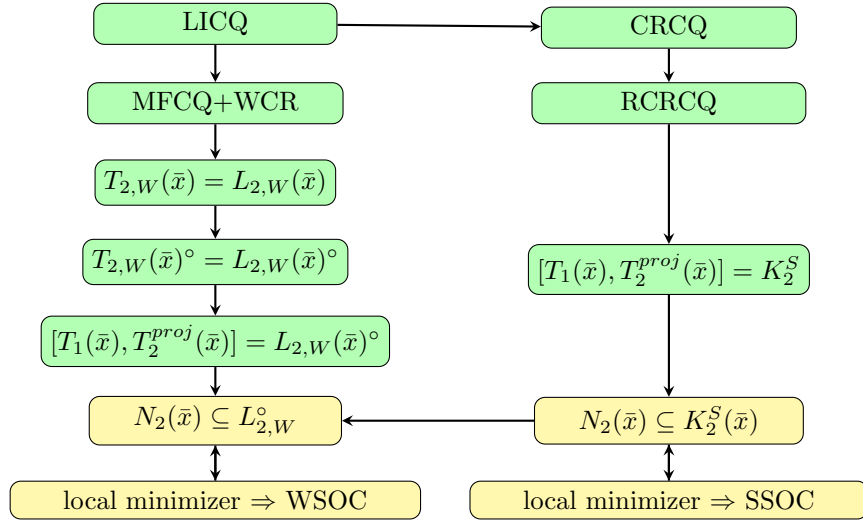 LICQ
CRCQ
MFCQ+WCR
RCRCQ
T_{2,W}(x̄) = L_{2,W}(x̄)
T_{2,W}(x̄)° = L_{2,W}(x̄)°
[T_1(x̄), T_2^{proj}(x̄)] = K_2^S
[T_1(x̄), T_2^{proj}(x̄)] = L_{2,W}(x̄)°
N_2(x̄) ⊆ L_{2,W}^°
N_2(x̄) ⊆ K_2^S(x̄)
local minimizer ⇒ WSOC
local minimizer ⇒ SSOC